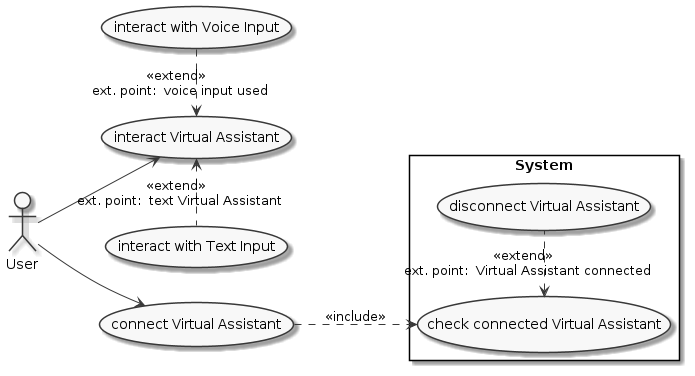 interact with Voice Input
«extend»
ext. point: voice input used
interact Virtual Assistant
System
«extend»
ext. point: text Virtual Assistant
disconnect Virtual Assistant
interact with Text Input
«extend»
User
ext. point: Virtual Assistant connected
connect Virtual Assistant
«include»
check connected Virtual Assistant